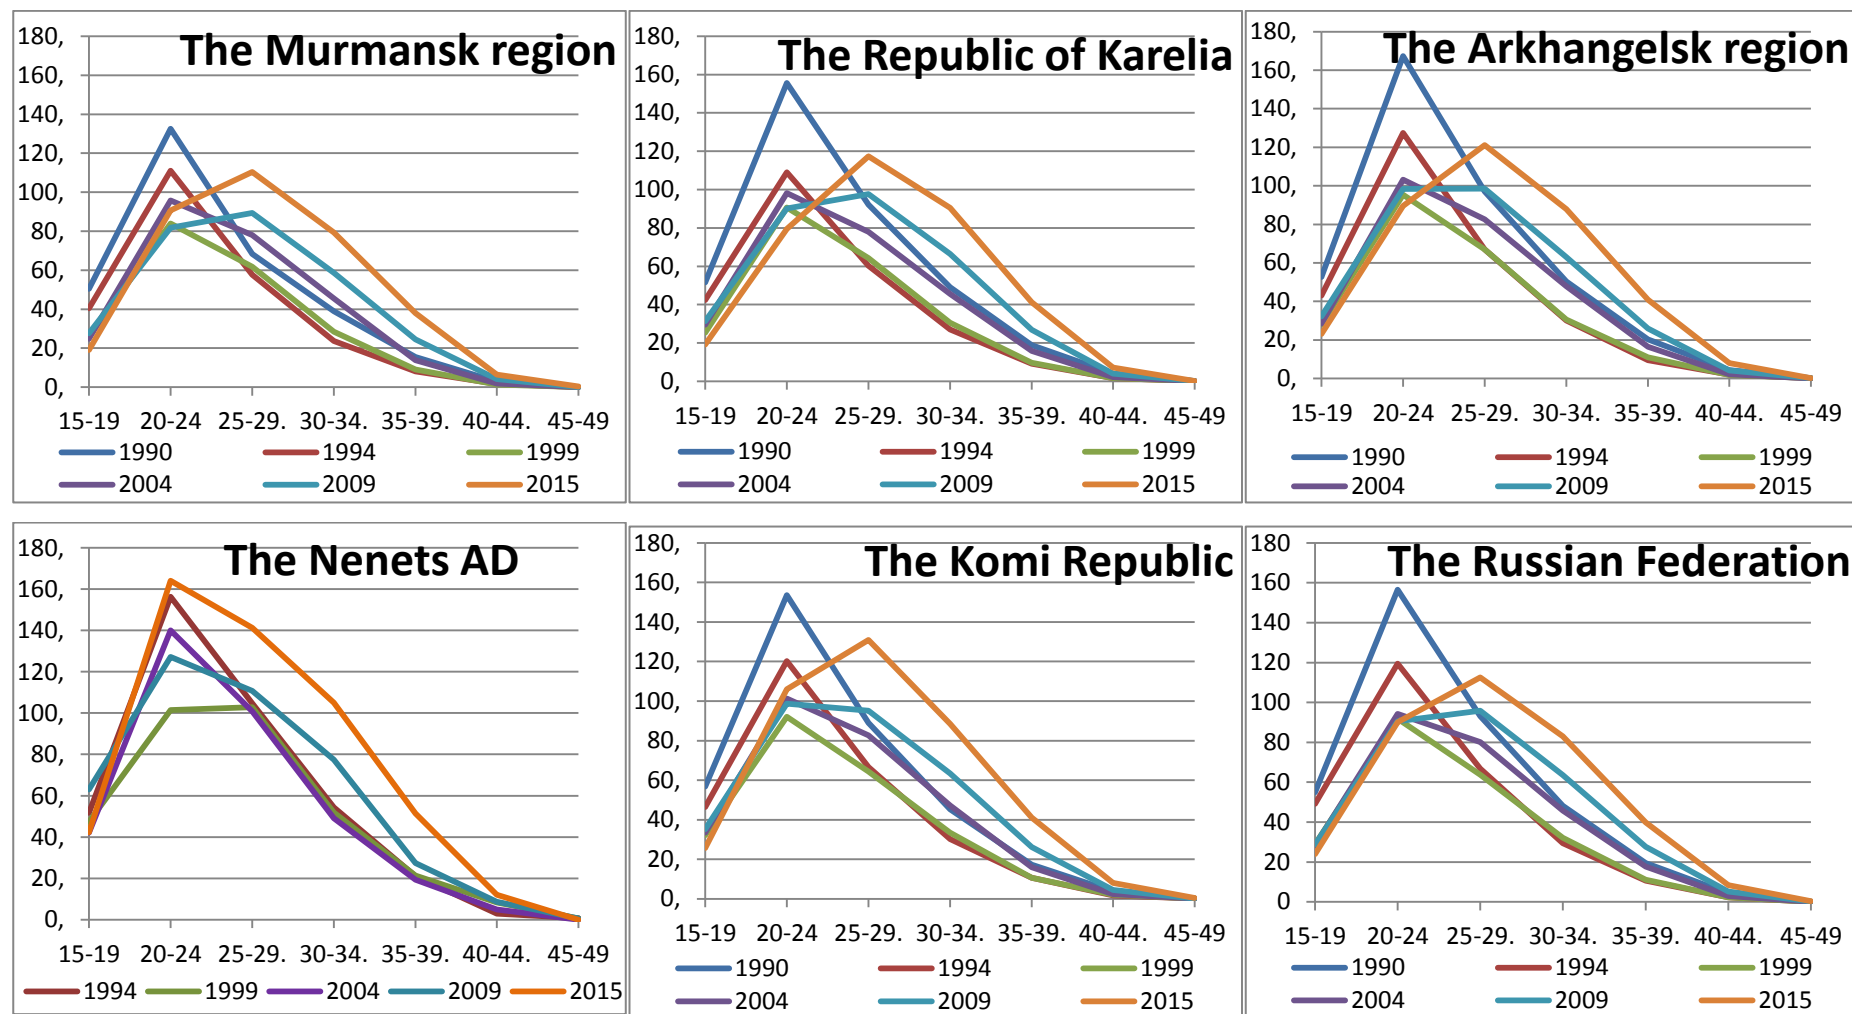 The Murmansk region
180,
160,
140,
120,
100,
80,
60,
40,
20,
0,
15-19 20-24 25-29. 30-34. 35-39. 40-44. 45-49
1990 1994 1999
2004 2009 2015
The Republic of Karelia
180,
160,
140,
120,
100,
80,
60,
40,
20,
0,
15-19 20-24 25-29. 30-34. 35-39. 40-44. 45-49
1990 1994 1999
2004 2009 2015
The Arkhangelsk region
180,
160,
140,
120,
100,
80,
60,
40,
20,
0,
15-19 20-24 25-29. 30-34. 35-39. 40-44. 45-49
1990 1994 1999
2004 2009 2015
The Nenets AD
180,
160,
140,
120,
100,
80,
60,
40,
20,
0,
15-19 20-24 25-29. 30-34. 35-39. 40-44. 45-49
1994 1999 2004 2009 2015
The Komi Republic
180
160
140
120
100
80
60
40
20
0
15-19 20-24 25-29. 30-34. 35-39. 40-44. 45-49
1990 1994 1999
2004 2009 2015
The Russian Federation
180
160
140
120
100
80
60
40
20
0
15-19 20-24 25-29. 30-34. 35-39. 40-44. 45-49
1990 1994 1999
2004 2009 2015